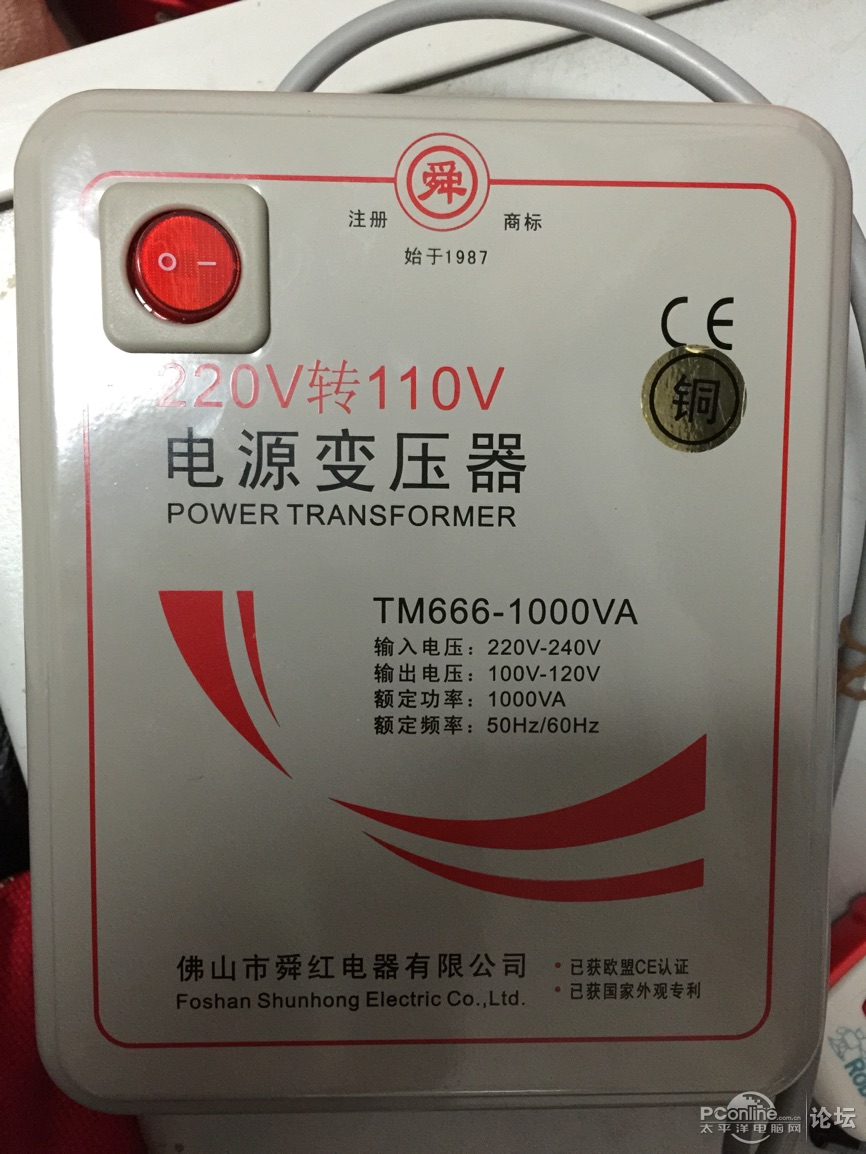 舜
注册 商标
始于1987
CE
铜
220V转110V
电源变压器
POWER TRANSFORMER
TM666-1000VA
输入电压：220V-240V
输出电压：100V-120V
额定功率：1000VA
额定频率：50Hz/60Hz
佛山市舜红电器有限公司
Foshan Shunhong Electric Co.,Ltd.
• 已获欧盟CE认证
• 已获国家外观专利
PConline.com.cn
太平洋电脑网
论坛